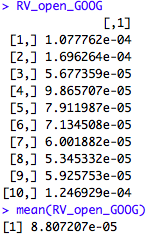 > RV_open_GOOG
[,1]
[1,] 1.077762e-04
[2,] 1.696264e-04
[3,] 5.677359e-05
[4,] 9.865707e-05
[5,] 7.911987e-05
[6,] 7.134508e-05
[7,] 6.001882e-05
[8,] 5.345332e-05
[9,] 5.925753e-05
[10,] 1.246929e-04
> mean(RV_open_GOOG)
[1] 8.807207e-05